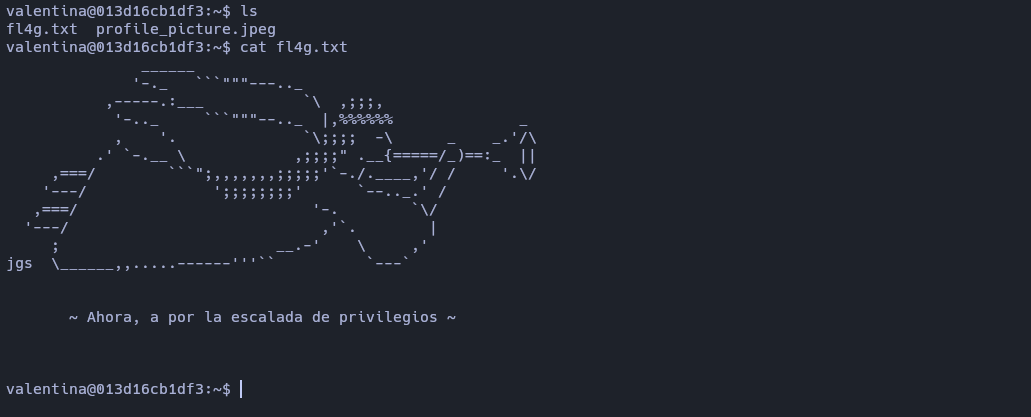 valentina@013d16cb1df3:~$ ls
fl4g.txt  profile_picture.jpeg
valentina@013d16cb1df3:~$ cat fl4g.txt
jgs
~ Ahora, a por la escalada de privilegios ~
valentina@013d16cb1df3:~$